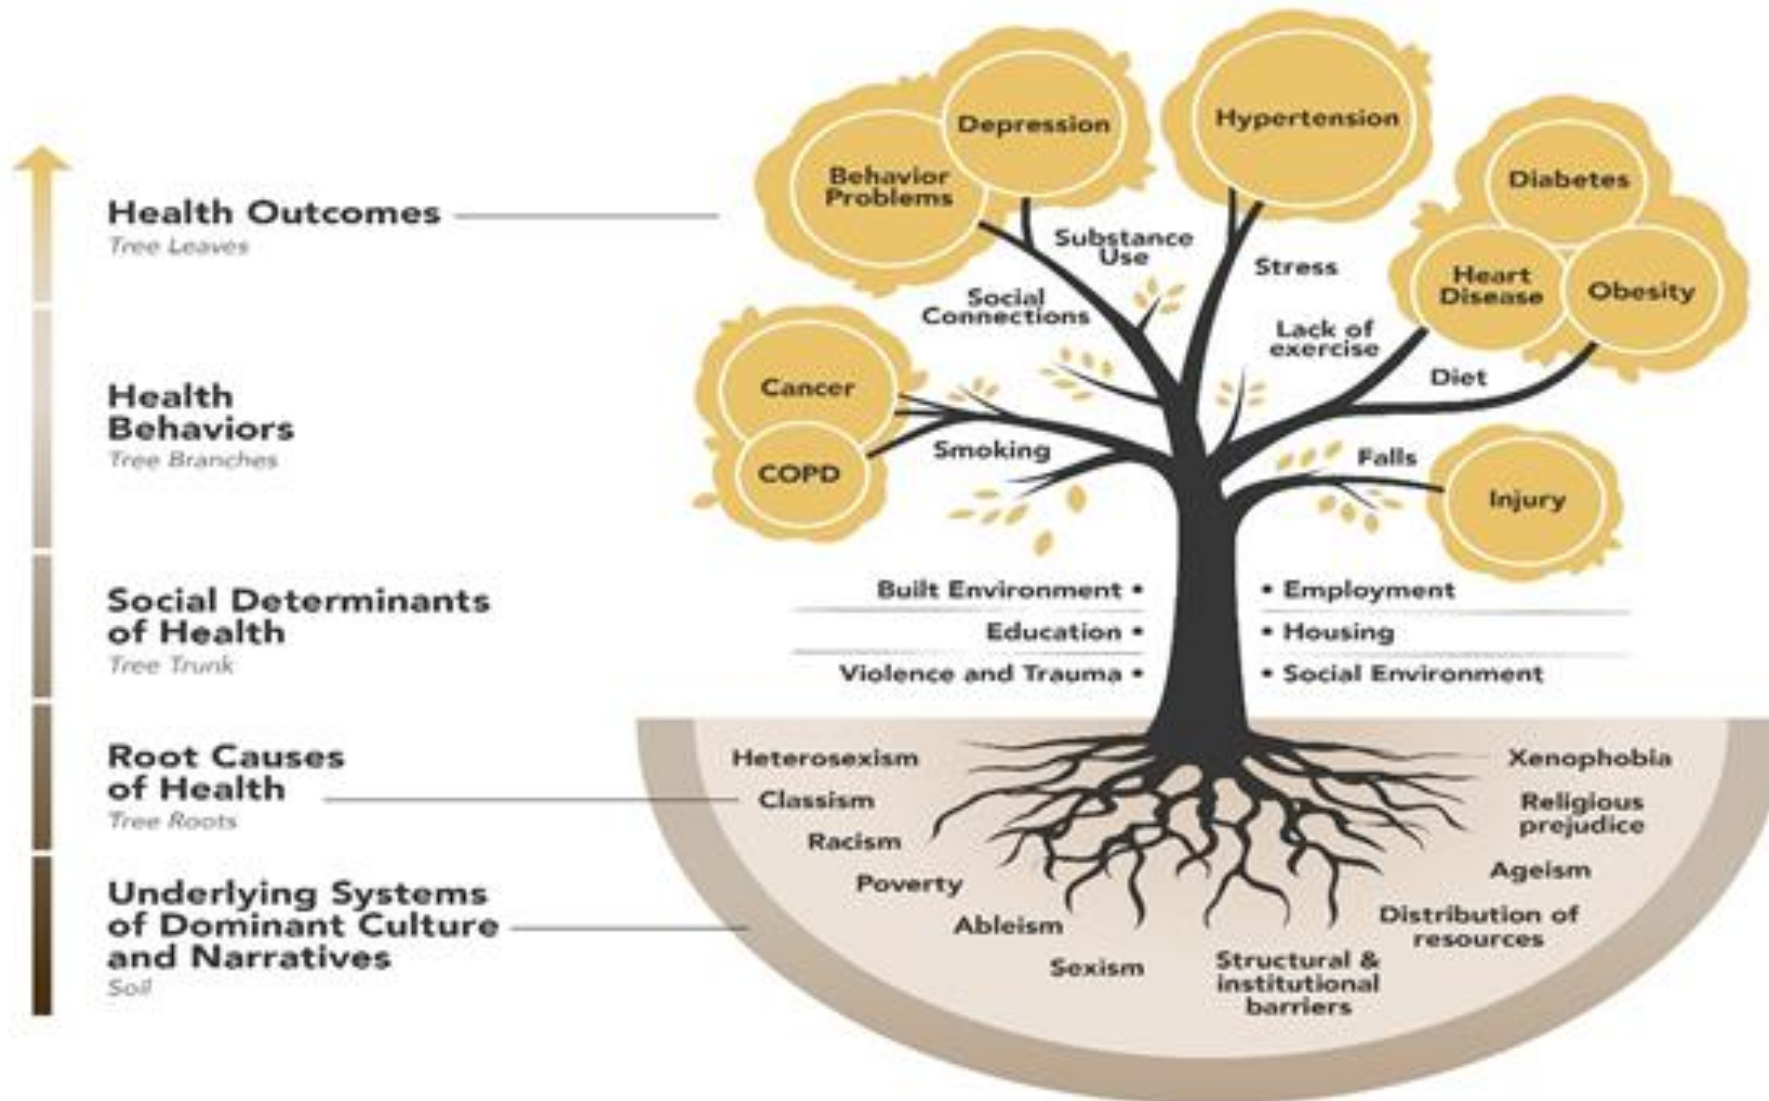 Health Outcomes
Tree Leaves
Health
Behaviors
Tree Branches
Social Determinants
of Health
Tree Trunk
Root Causes
of Health
Tree Roots
Underlying Systems
of Dominant Culture
and Narratives
Soil
Behavior
Problems
Depression
Hypertension
Diabetes
Heart
Disease
Obesity
Cancer
COPD
Injury
Substance
Use
Social
Connections
Stress
Lack of
exercise
Diet
Smoking
Falls
Built Environment •
Education •
Violence and Trauma •
• Employment
• Housing
• Social Environment
Heterosexism
Classism
Racism
Poverty
Ableism
Sexism
Structural &
institutional
barriers
Distribution of
resources
Ageism
Religious
prejudice
Xenophobia